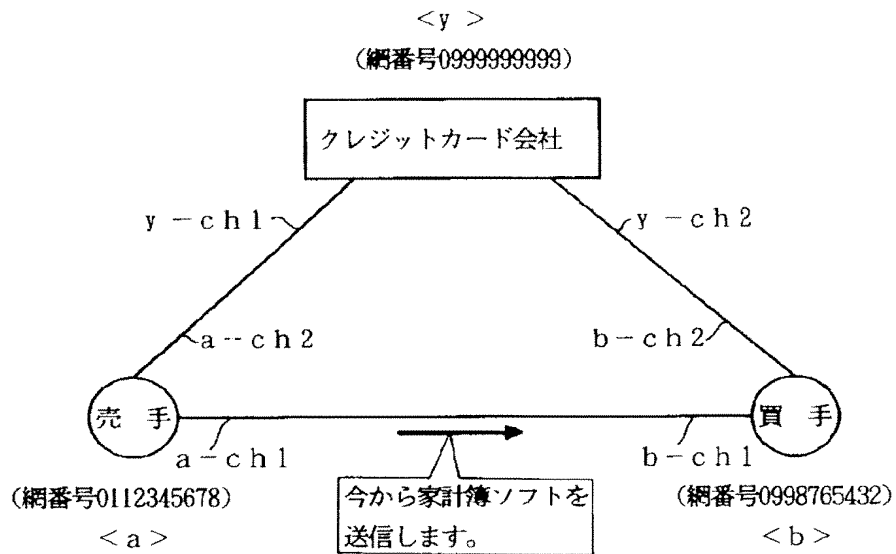 <y>
(網番号0999999999)
クレジットカード会社
y-ch1
y-ch2
a--ch2
b-ch2
売 手
買 手
a-ch1
b-ch1
(網番号0112345678)
今から家計簿ソフトを
送信します。
(網番号0998765432)
<a>
<b>